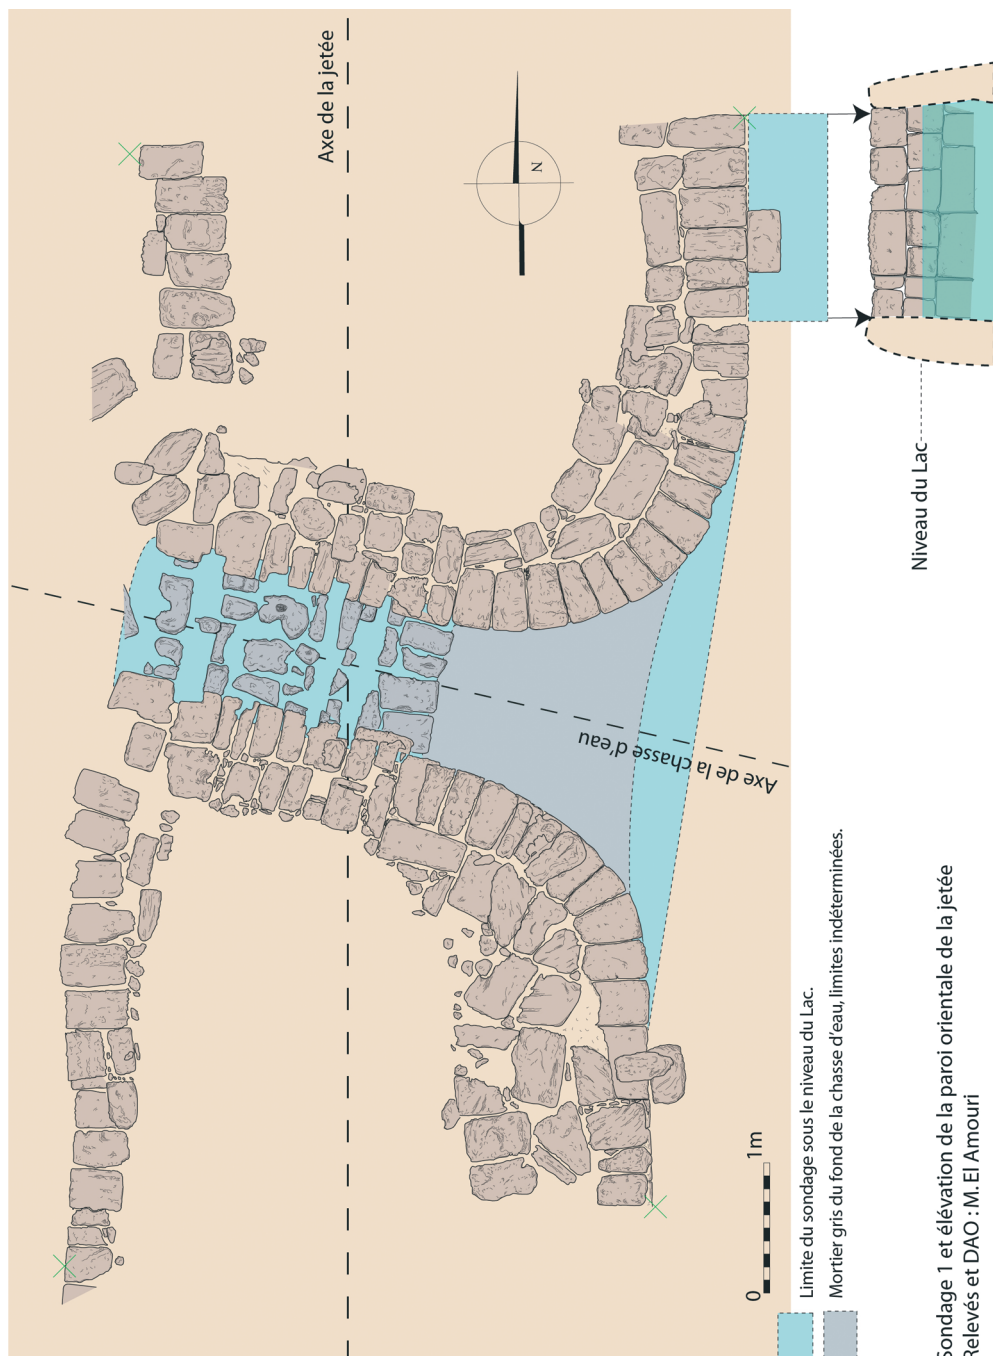 Axe de la jetée
N
Axe de la chasse d'eau
Niveau du Lac
0 1m
Limite du sondage sous le niveau du Lac.
Mortier gris du fond de la chasse d'eau, limites indéterminées.
Sondage 1 et élévation de la paroi orientale de la jetée
Relevés et DAO : M. El Amouri